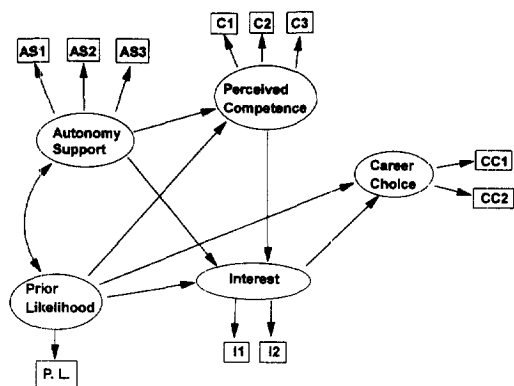 C1 C2 C3
AS1 AS2 AS3
Perceived
Competence
Autonomy
Support
Career
Choice
CC1
CC2
Interest
Prior
Likelihood
I1 I2
P. L.